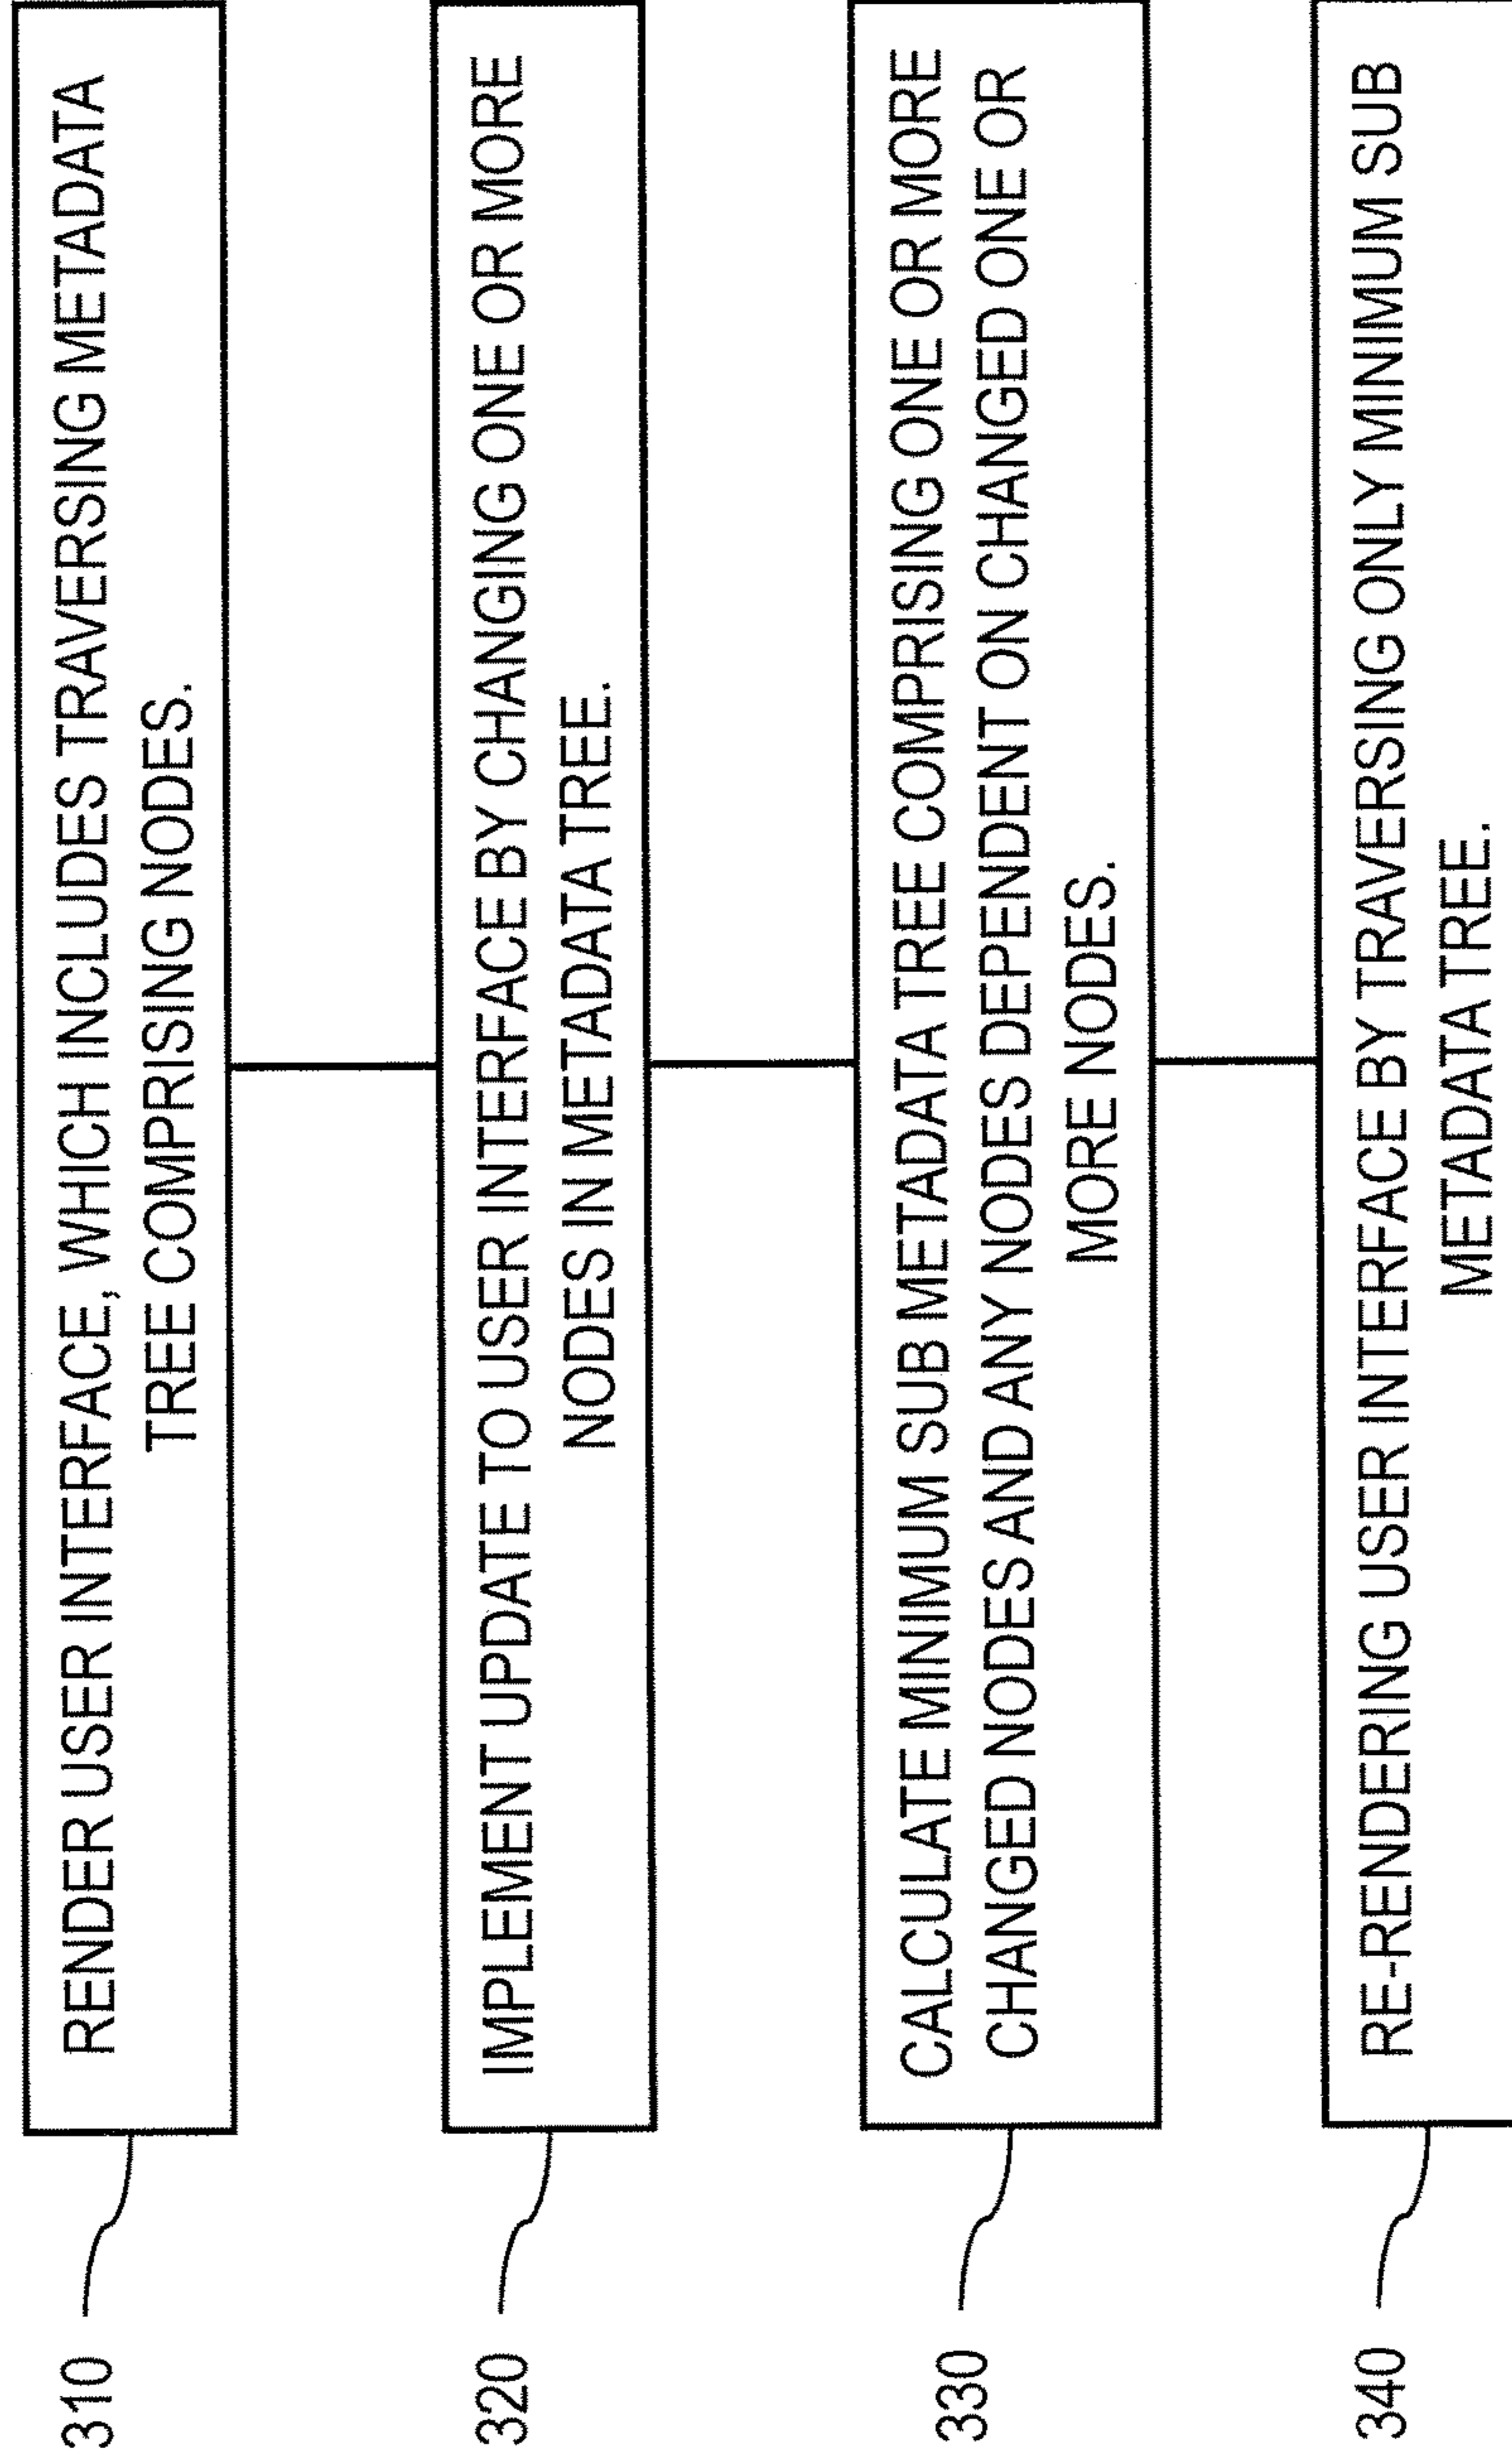 310
RENDER USER INTERFACE, WHICH INCLUDES TRAVERSING METADATA
TREE COMPRISING NODES.
320
IMPLEMENT UPDATE TO USER INTERFACE BY CHANGING ONE OR MORE
NODES IN METADATA TREE.
330
CALCULATE MINIMUM SUB METADATA TREE COMPRISING ONE OR MORE
CHANGED NODES AND ANY NODES DEPENDENT ON CHANGED ONE OR
MORE NODES.
340
RE-RENDERING USER INTERFACE BY TRAVERSING ONLY MINIMUM SUB
METADATA TREE.